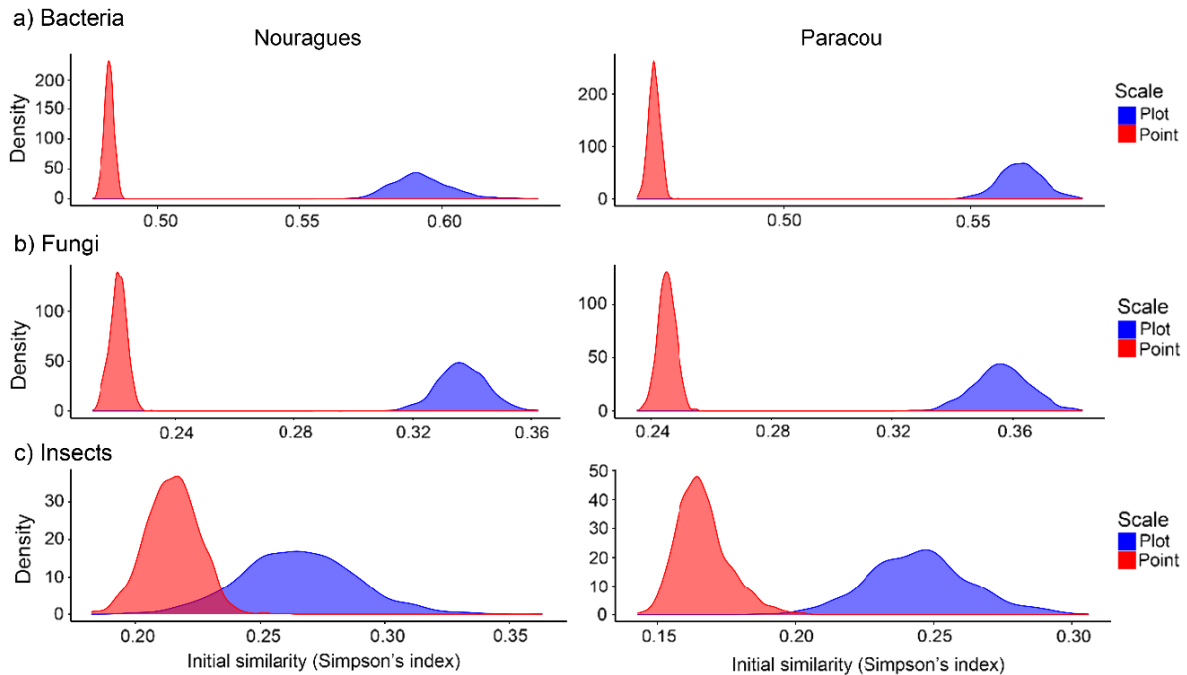 a) Bacteria
Nouragues
Paracou
Density
200
150
100
50
0
0.50
0.55
0.60
200
100
0
0.50
0.55
Scale
Plot
Point
b) Fungi
Density
100
50
0
0.24
0.28
0.32
0.36
100
50
0
0.24
0.28
0.32
0.36
Scale
Plot
Point
c) Insects
Density
30
20
10
0
0.20
0.25
0.30
0.35
Initial similarity (Simpson's index)
50
40
30
20
10
0
0.15
0.20
0.25
0.30
Initial similarity (Simpson's index)
Scale
Plot
Point